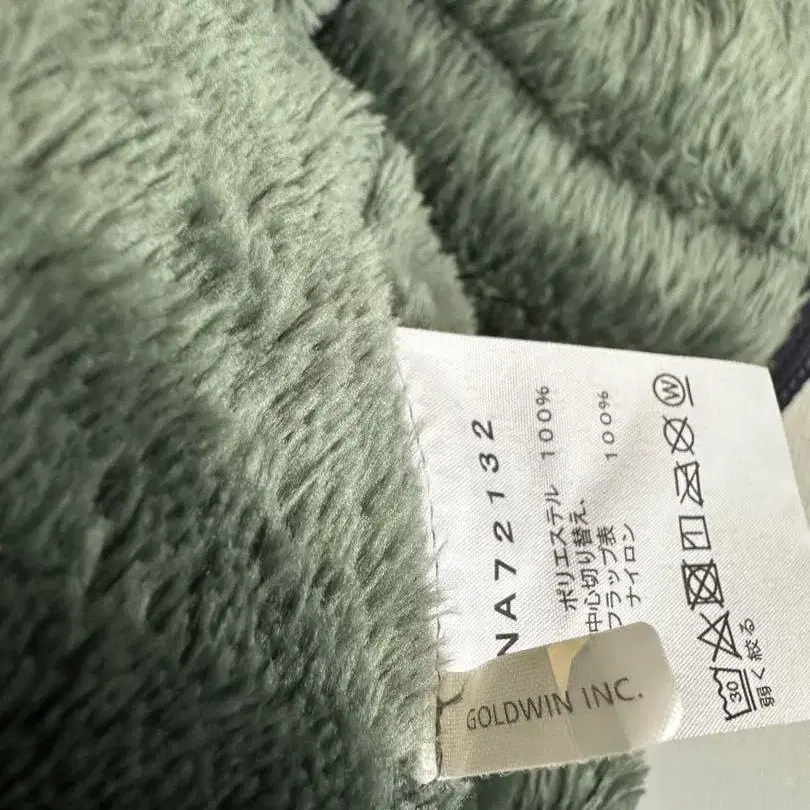 NA72132
ポリエステル 100%
中心切り替え、
フラップ表
ナイロン 100%
30
弱く絞る
W
GOLDWIN INC.